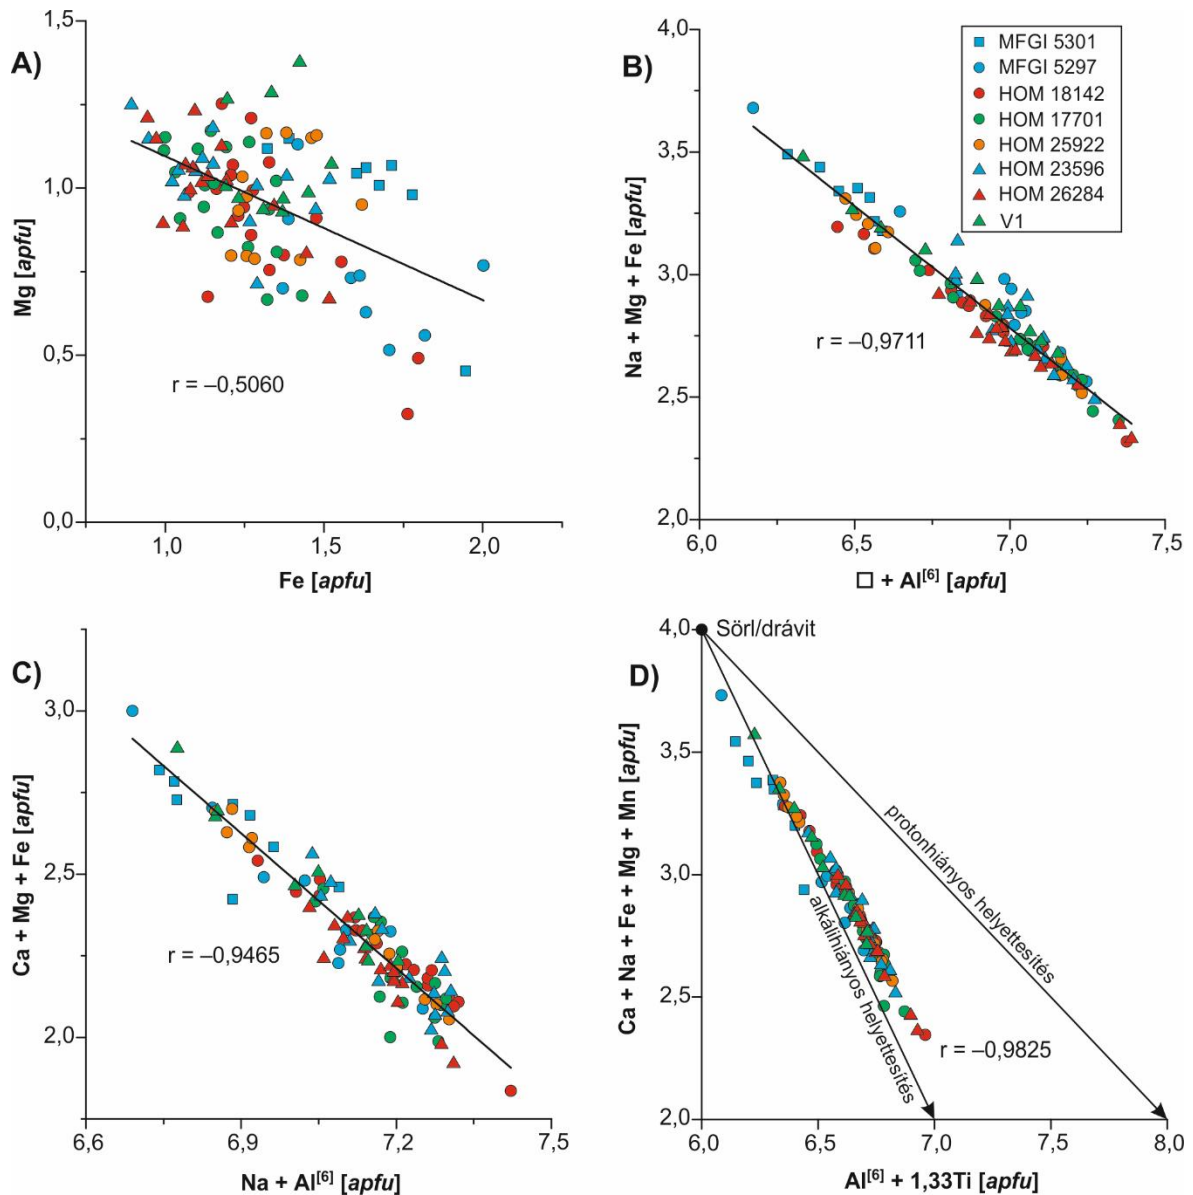 A)
1,5
1,0
0,5
0,0
Mg [apfu]
r = –0,5060
1,0
1,5
2,0
Fe [apfu]
B)
4,0
3,5
3,0
2,5
2,0
Na + Mg + Fe [apfu]
MFGI 5301
MFGI 5297
HOM 18142
HOM 17701
HOM 25922
HOM 23596
HOM 26284
V1
r = –0,9711
6,0
6,5
7,0
7,5
□ + Al[6] [apfu]
C)
3,0
2,5
2,0
Ca + Mg + Fe [apfu]
r = –0,9465
6,6
6,9
7,2
7,5
Na + Al[6] [apfu]
D)
4,0
3,5
3,0
2,5
2,0
Ca + Na + Fe + Mg + Mn [apfu]
Sörl/drávit
protonhiányos helyettesítés
alkálihiányos helyettesítés
r = –0,9825
6,0
6,5
7,0
7,5
8,0
Al[6] + 1,33Ti [apfu]